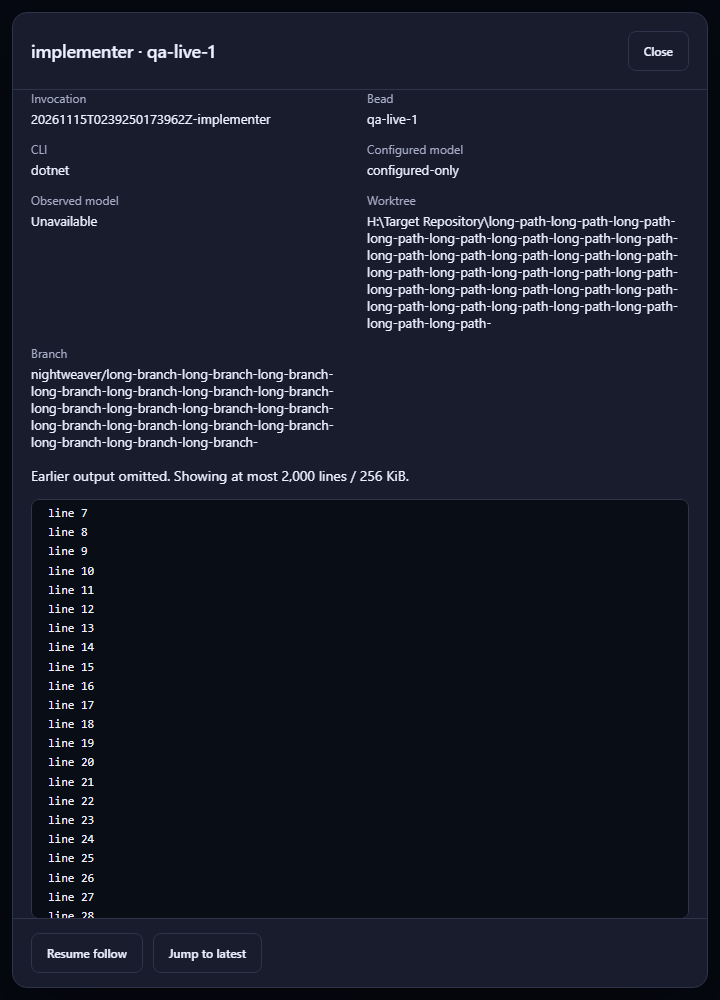 implementer · qa-live-1
Close
Invocation
20261115T0239250173962Z-implementer
Bead
qa-live-1
CLI
dotnet
Configured model
configured-only
Observed model
Unavailable
Worktree
H:\Target Repository\long-path-long-path-long-path-
long-path-long-path-long-path-long-path-long-path-
long-path-long-path-long-path-long-path-long-path-
long-path-long-path-long-path-long-path-long-path-
long-path-long-path-long-path-long-path-long-path-
long-path-long-path-long-path-long-path-long-path-
long-path-long-path-
Branch
nightweaver/long-branch-long-branch-long-branch-
long-branch-long-branch-long-branch-long-branch-
long-branch-long-branch-long-branch-long-branch-
long-branch-long-branch-long-branch-long-branch-
long-branch-long-branch-long-branch-
Earlier output omitted. Showing at most 2,000 lines / 256 KiB.
line 7
line 8
line 9
line 10
line 11
line 12
line 13
line 14
line 15
line 16
line 17
line 18
line 19
line 20
line 21
line 22
line 23
line 24
line 25
line 26
line 27
line 28
Resume follow
Jump to latest